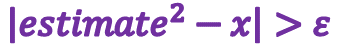 |estimate² − x| > ε